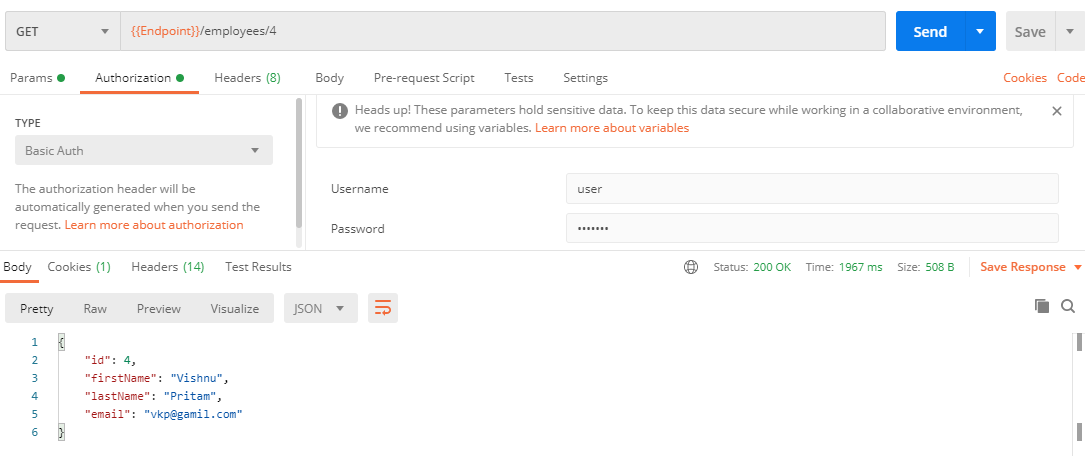 GET {{Endpoint}}/employees/4 Send Save
Params Authorization Headers (8) Body Pre-request Script Tests Settings Cookies Code
Heads up! These parameters hold sensitive data. To keep this data secure while working in a collaborative environment,
we recommend using variables. Learn more about variables
TYPE
Basic Auth
The authorization header will be
automatically generated when you send the
request. Learn more about authorization
Username user
Password •••••••
Body Cookies (1) Headers (14) Test Results Status: 200 OK Time: 1967 ms Size: 508 B Save Response
Pretty Raw Preview Visualize JSON
1 {
2 "id": 4,
3 "firstName": "Vishnu",
4 "lastName": "Pritam",
5 "email": "vkp@gamil.com"
6 }